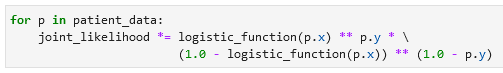 for p in patient_data:
    joint_likelihood *= logistic_function(p.x) ** p.y * \
                        (1.0 - logistic_function(p.x)) ** (1.0 - p.y)